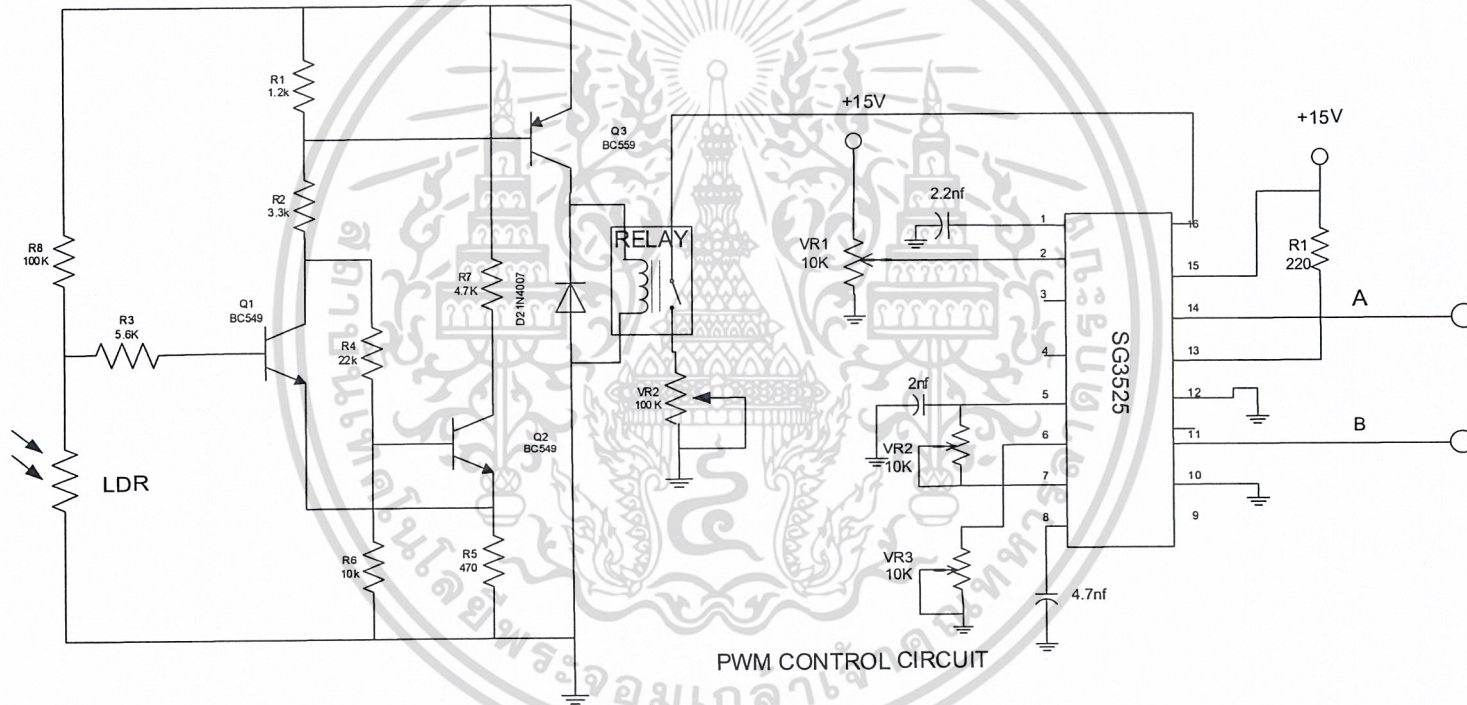 R1
1.2k
R2
3.3k
R8
100K
R3
5.6K
Q1
BC549
R4
22k
R7
4.7K
Q2
BC549
R6
10k
R5
470
LDR
Q3
BC559
D2 1N4007
RELAY
VR2
100K
+15V
VR1
10K
2.2nf
2nf
VR2
10K
VR3
10K
4.7nf
1
2
3
4
5
6
7
8
SG3525
16
15
14
13
12
11
10
9
+15V
R1
220
A
B
PWM CONTROL CIRCUIT